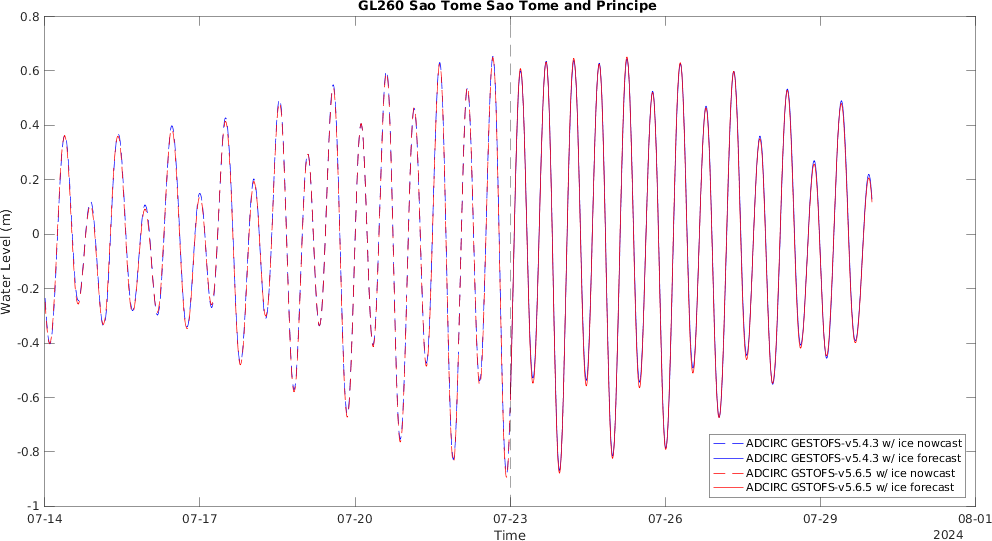 GL260 Sao Tome Sao Tome and Principe
Water Level (m)
0.8
0.6
0.4
0.2
0
-0.2
-0.4
-0.6
-0.8
-1
07-14 07-17 07-20 07-23 07-26 07-29 08-01
Time
2024
ADCIRC GESTOFS-v5.4.3 w/ ice nowcast
ADCIRC GESTOFS-v5.4.3 w/ ice forecast
ADCIRC GSTOFS-v5.6.5 w/ ice nowcast
ADCIRC GSTOFS-v5.6.5 w/ ice forecast